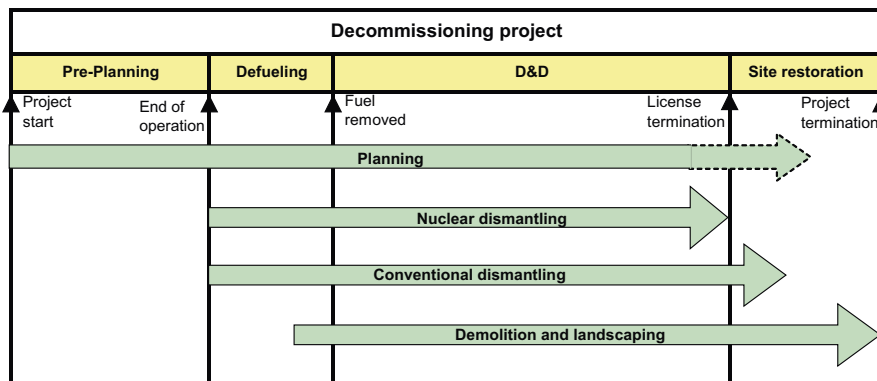 Decommissioning project
Pre-Planning
Defueling
D&D
Site restoration
Project
start
End of
operation
Fuel
removed
License
termination
Project
termination
Planning
Nuclear dismantling
Conventional dismantling
Demolition and landscaping